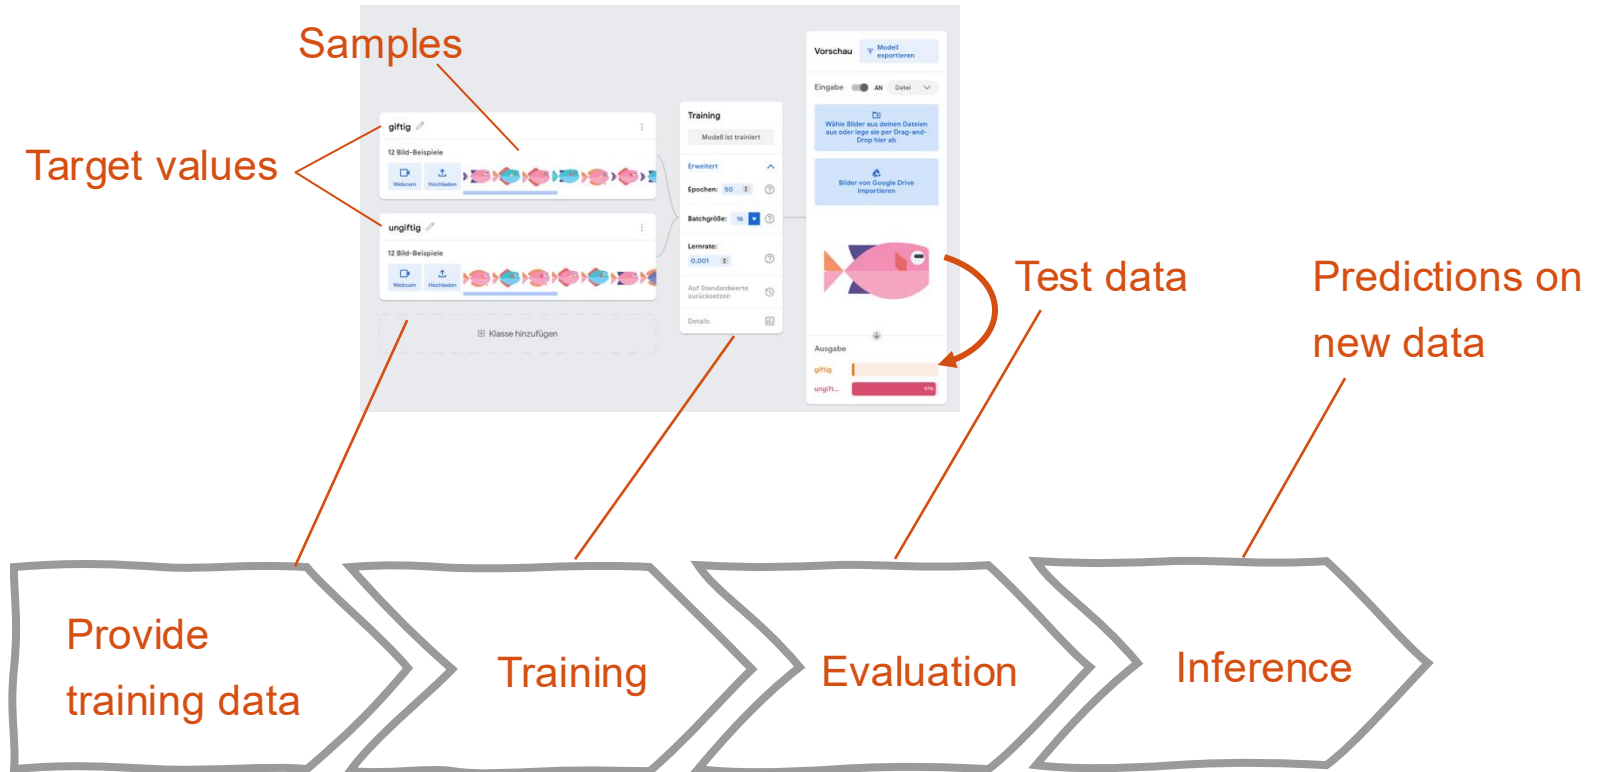 Samples
Target values
giftig
12 Bild-Beispiele
Webcam
Hochladen
ungiftig
12 Bild-Beispiele
Webcam
Hochladen
Klasse hinzufügen
Training
Modell ist trainiert
Erweitert
Epochen: 50
Batchgröße: 16
Lernrate:
0,001
Auf Standardwerte
zurücksetzen
Details
Vorschau
Modell
exportieren
Eingabe AN Datei
Wähle Bilder aus deinen Dateien
aus oder lege sie per Drag-and-
Drop hier ab
Bilder von Google Drive
importieren
Ausgabe
giftig
ungift...
97%
Test data
Predictions on
new data
Provide
training data
Training
Evaluation
Inference